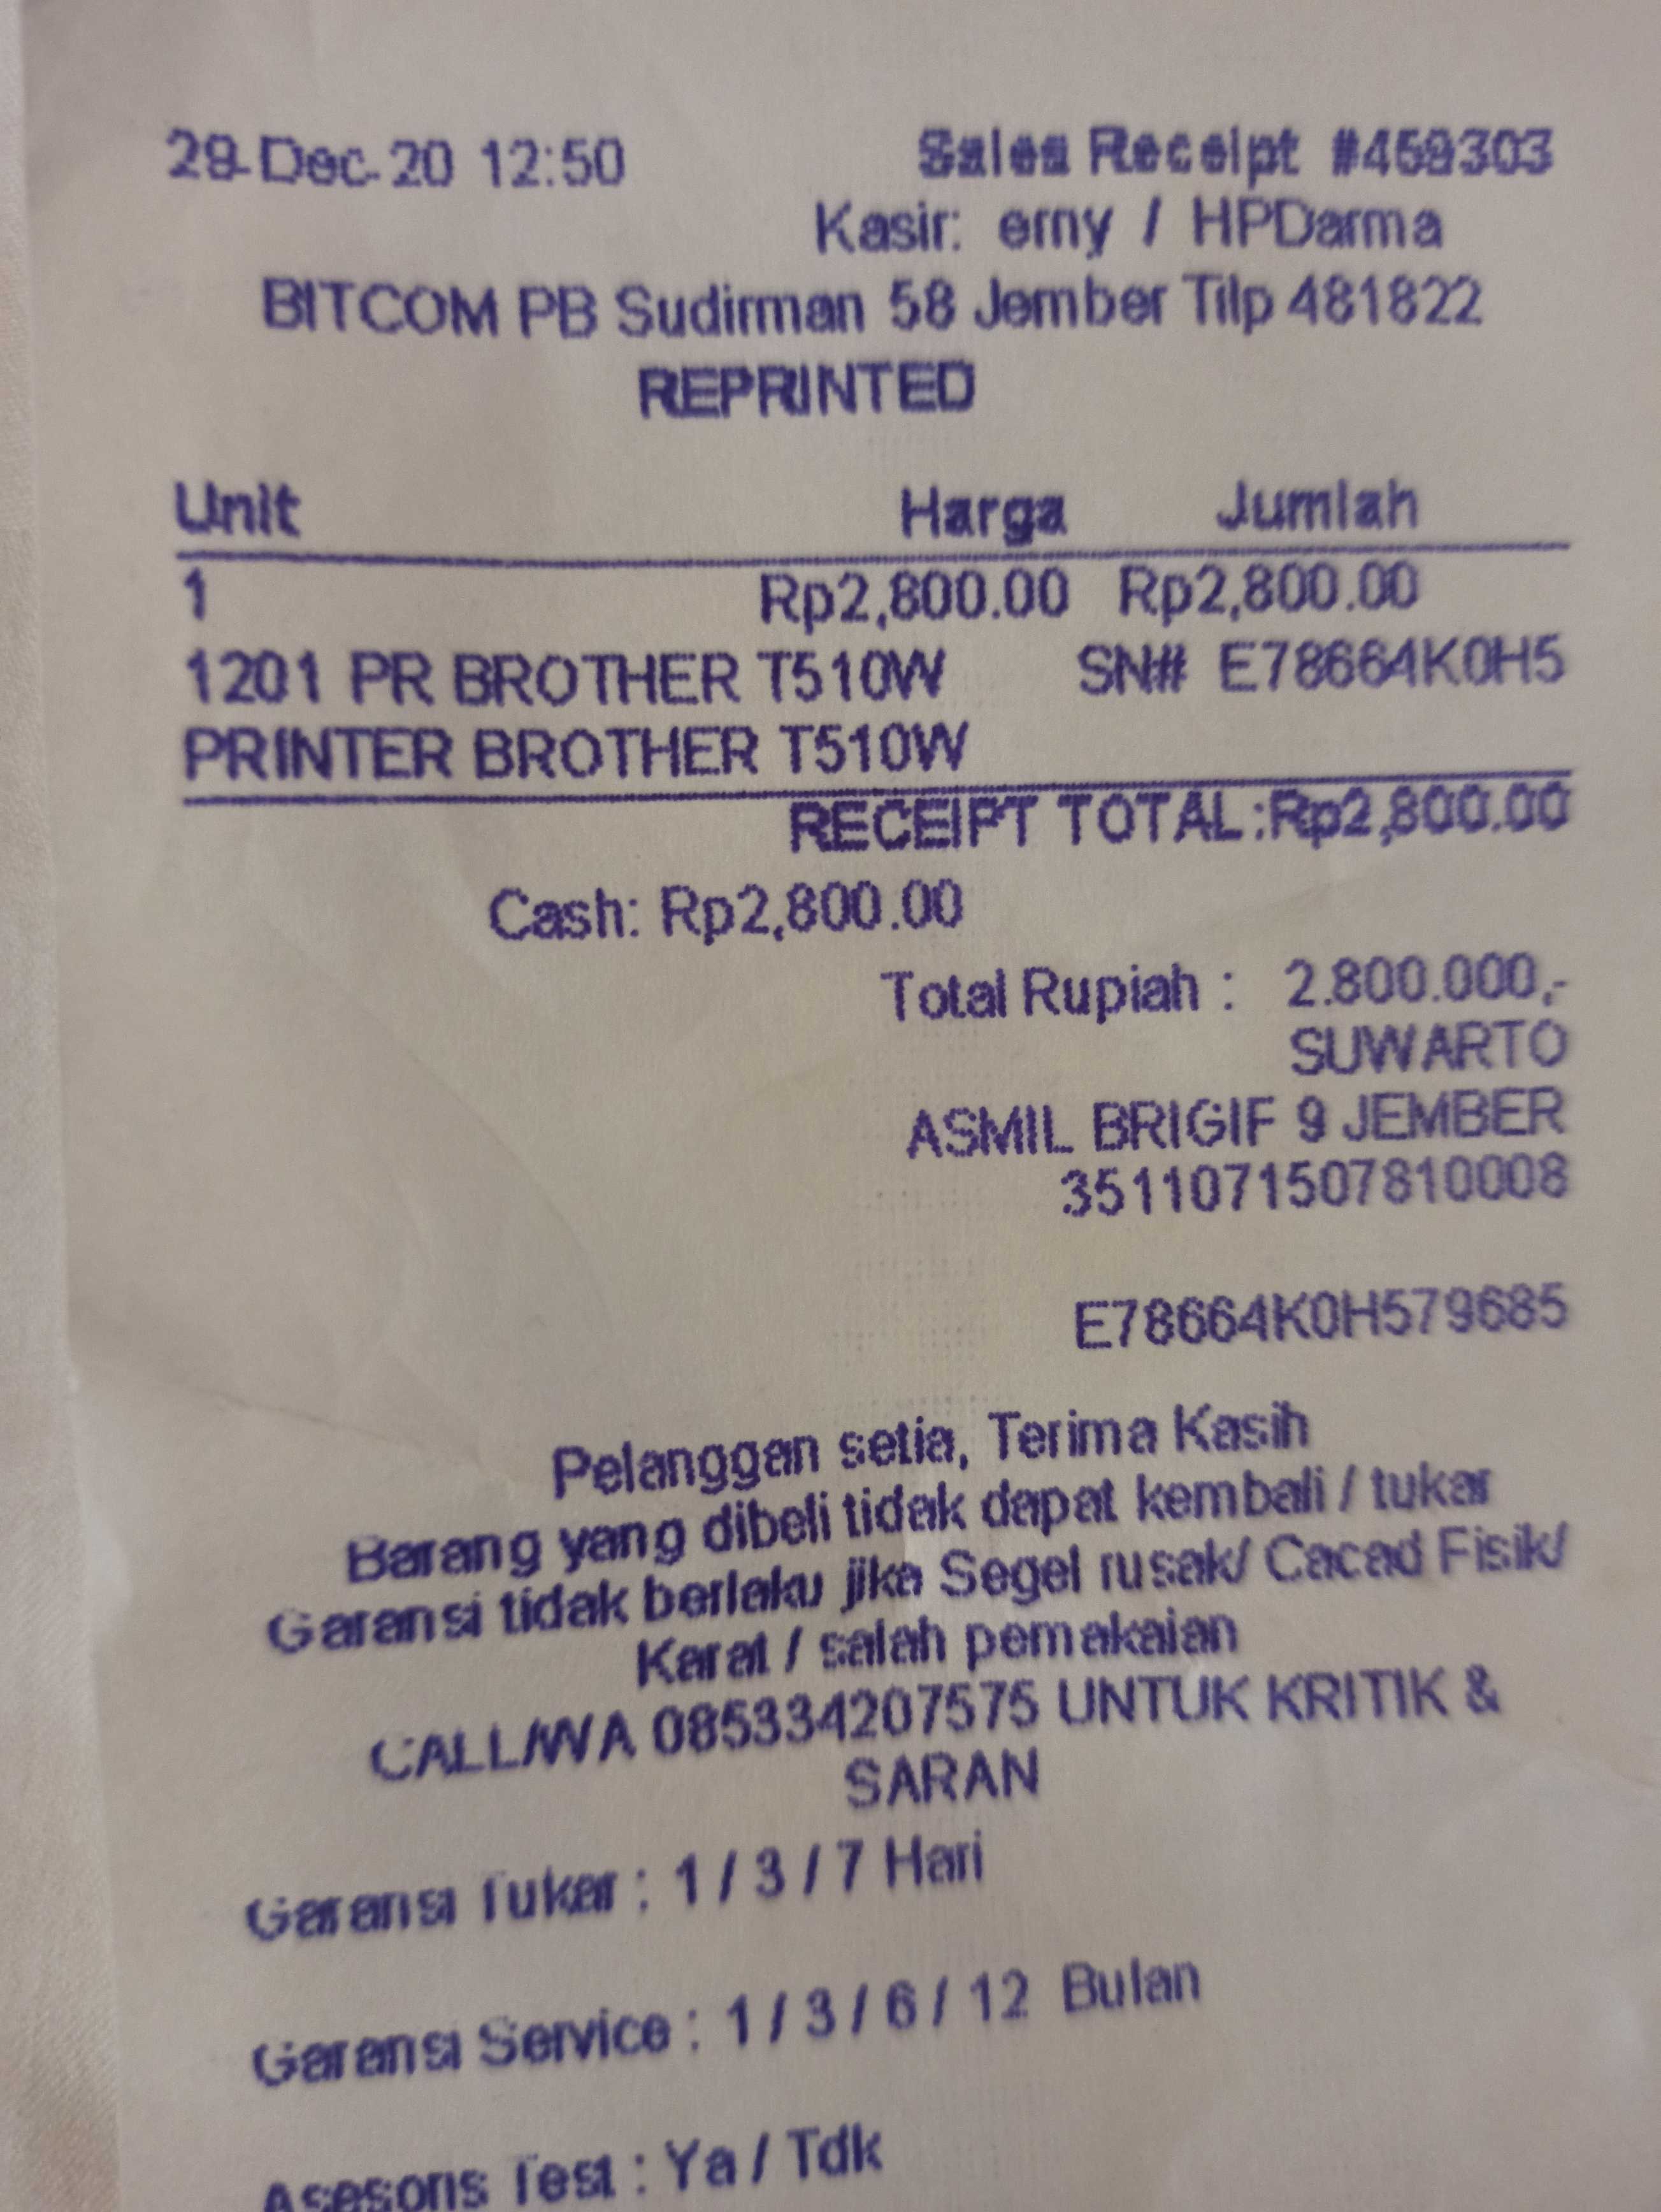 29-Dec-20 12:50 Sales Receipt #459303
Kasir: erny / HPDarma
BITCOM PB Sudirman 58 Jember Tilp 481822
REPRINTED
Unit Harga Jumlah
1 Rp2,800.00 Rp2,800.00
1201 PR BROTHER T510W SN# E78664K0H5
PRINTER BROTHER T510W
RECEIPT TOTAL:Rp2,800.00
Cash: Rp2,800.00
Total Rupiah : 2.800.000,-
SUWARTO
ASMIL BRIGIF 9 JEMBER
3511071507810008
E78664K0H579685
Pelanggan setia, Terima Kasih
Barang yang dibeli tidak dapat kembali / tukar
Garansi tidak berlaku jika Segel rusak/ Cacad Fisik/
Karat / salah pemakaian
CALL/WA 085334207575 UNTUK KRITIK &
SARAN
Garansi Tukar : 1 / 3 / 7 Hari
Garansi Service : 1 / 3 / 6 / 12 Bulan
Asesoris Test : Ya / Tdk